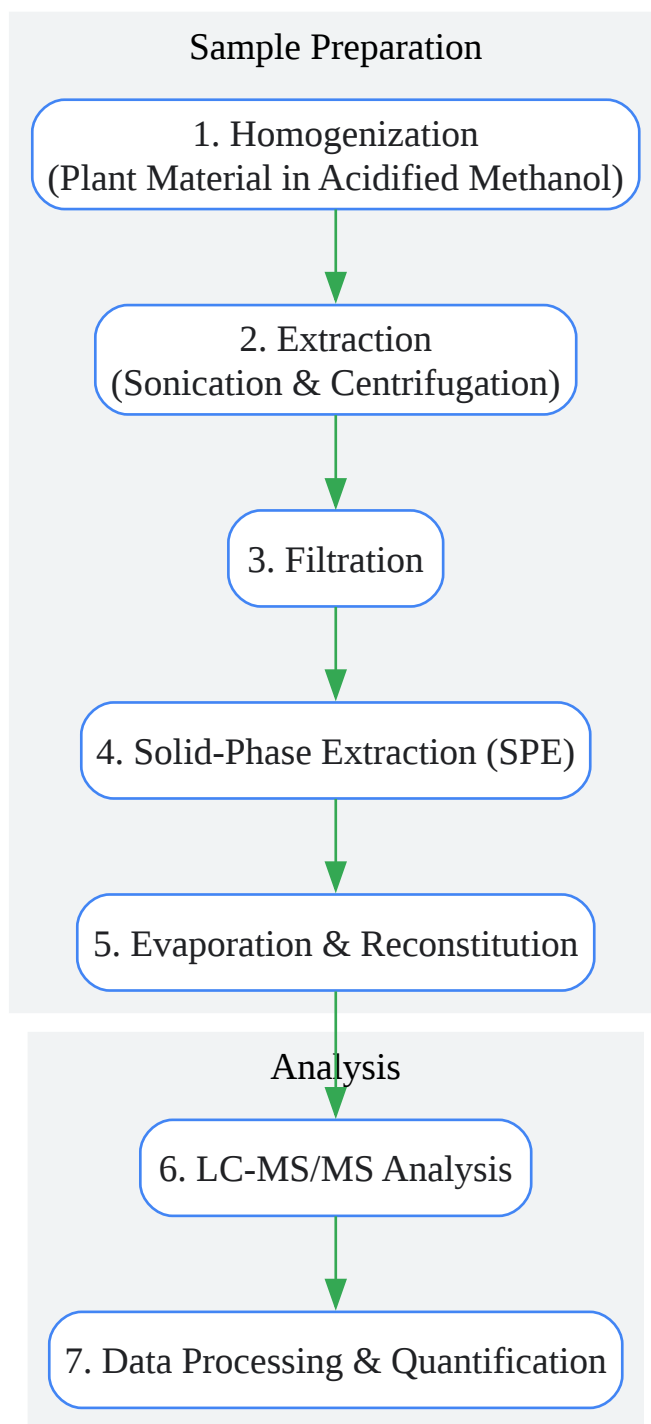 Sample Preparation
1. Homogenization
(Plant Material in Acidified Methanol)
2. Extraction
(Sonication & Centrifugation)
3. Filtration
4. Solid-Phase Extraction (SPE)
5. Evaporation & Reconstitution
Analysis
6. LC-MS/MS Analysis
7. Data Processing & Quantification